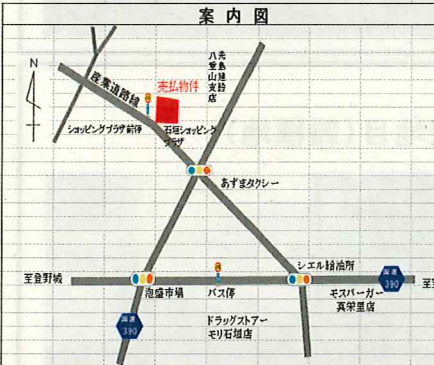 案内図
N
産業道路線
売払物件
八重山支店
ショッピングプラザ前停
石垣ショッピング
プラザ
あずまタクシー
シェル給油所
至登野城
国道
390
泡盛市場
バス停
モスバーガー
真栄里店
国道
390
ドラッグストアー
モリ石垣店